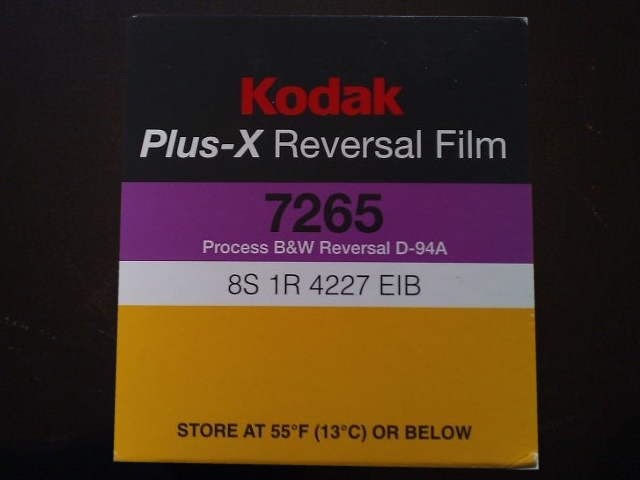 Kodak
Plus-X Reversal Film
7265
Process B&W Reversal D-94A
8S 1R 4227 EIB
STORE AT 55°F (13°C) OR BELOW